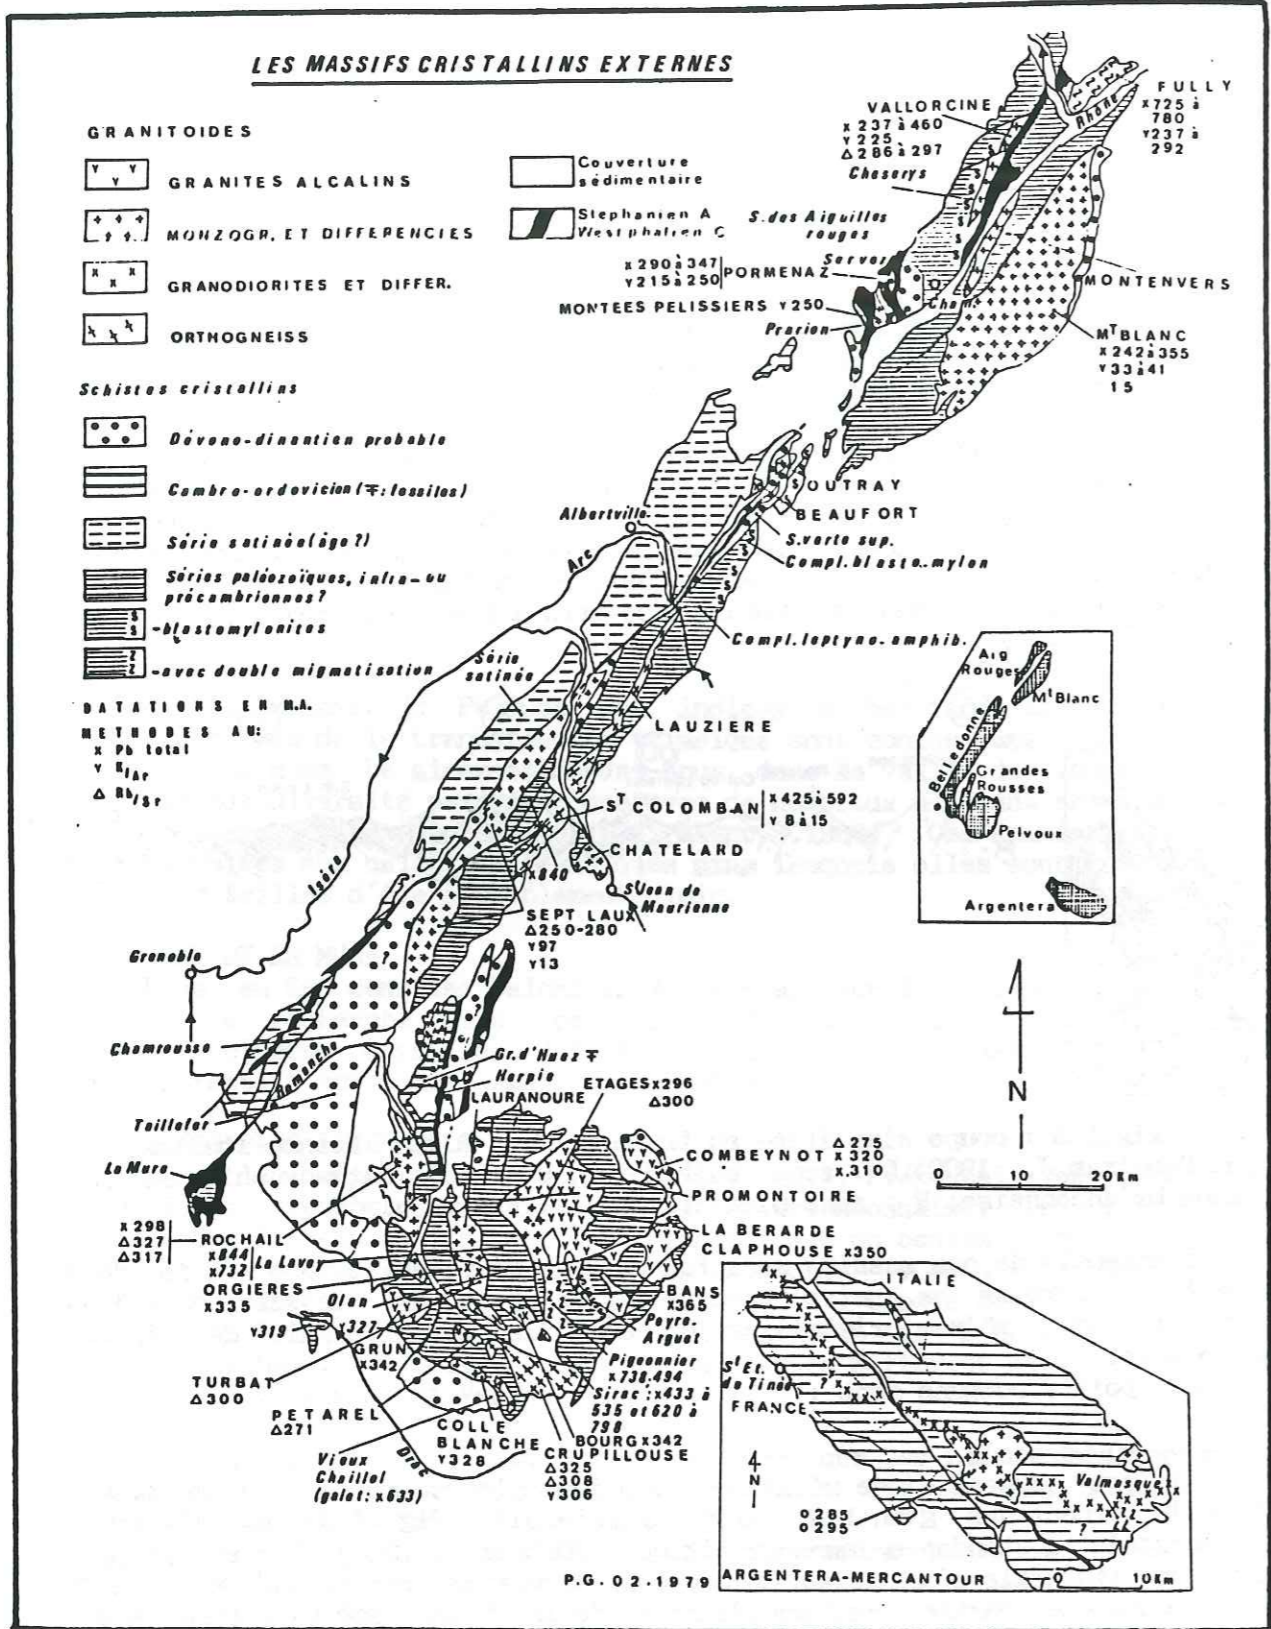 LES MASSIFS CRISTALLINS EXTERNES
GRANITOIDES
GRANITES ALCALINS
MONZOGR. ET DIFFERENCIES
GRANODIORITES ET DIFFER.
ORTHOGNEISS
Couverture
sédimentaire
Stephanien A
Westphalien C
Schistes cristallins
Dévono-dinantien probable
Cambro-ordovicien (Ŧ: fossiles)
Série satinée (âge?)
Séries paléozoïques, infra- ou
précambriennes?
S
S
-blastomylonites
Z
Z
-avec double migmatisation
DATATIONS EN M.A.
METHODES AU:
x Pb total
Y K/Ar
△ Rb/Sr
VALLORCINE
x 237 à 460
Y 225
△ 286 à 297
Cheserys
S. des Aiguilles
rouges
Servoz
x 290 à 347
Y 215 à 250
PORMENAZ
MONTEES PELISSIERS Y 250
Prarion
Cham.
Rhône
FULLY
x 725 à
780
Y 237 à
292
MONTENVERS
MT BLANC
x 242 à 355
Y 33 à 41
15
OUTRAY
BEAUFORT
S. verte sup.
Compl. blasto-mylon
Albertville
Arc
Compl. leptyno-amphib.
Série
satinée
LAUZIERE
ST COLOMBAN
x 425 à 592
Y 8 à 15
CHATELARD
St Jean de
Maurienne
x 840
SEPT LAUX
△ 250-280
Y 97
Y 13
Isère
Grenoble
?
Chamrousse
Romanche
Taillefer
La Mure
Gr. d'Huez Ŧ
Herpie
LAURANOURE
ETAGES x 296
△ 300
COMBEYNOT
△ 275
x 320
x 310
PROMONTOIRE
LA BERARDE
CLAPHOUSE x 350
BANS
x 365
Peyre-
Arguet
Pigeonnier
x 738.494
Sirac: x 433 à
535 et 620 à
798
BOURG x 342
CRUPILLOUSE
△ 325
△ 308
Y 306
x 298
△ 327
△ 317
ROCHAIL
x 844
x 732
La Lavey
ORGIERES
x 335
Olan
Y 319
Y 327
GRUN
x 342
TURBAT
△ 300
PETAREL
△ 271
COLLE
BLANCHE
Y 328
Vieux
Chaillol
(galet: x 633)
Drac
Aig
Rouges
Mt Blanc
Belledonne
Grandes
Rousses
Pelvoux
Argentera
N
0 10 20 Km
ITALIE
St Et.
de Tinée
?
FRANCE
N
Valmasque
?
o 285
o 295
ARGENTERA-MERCANTOUR
0 10 Km
P.G. 02.1979